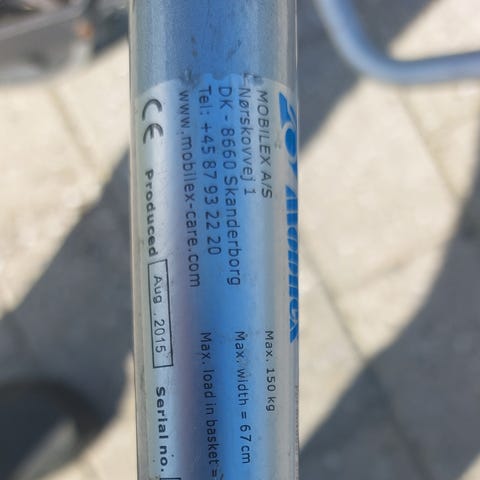 mobilex
MOBILEX A/S
Nørskovvej 1
DK - 8660 Skanderborg
Tel: +45 87 93 22 20
www.mobilex-care.com
CE Produced Aug. 2015 Serial no.
Max. 150 kg
Max. width = 67 cm
Max. load in basket =